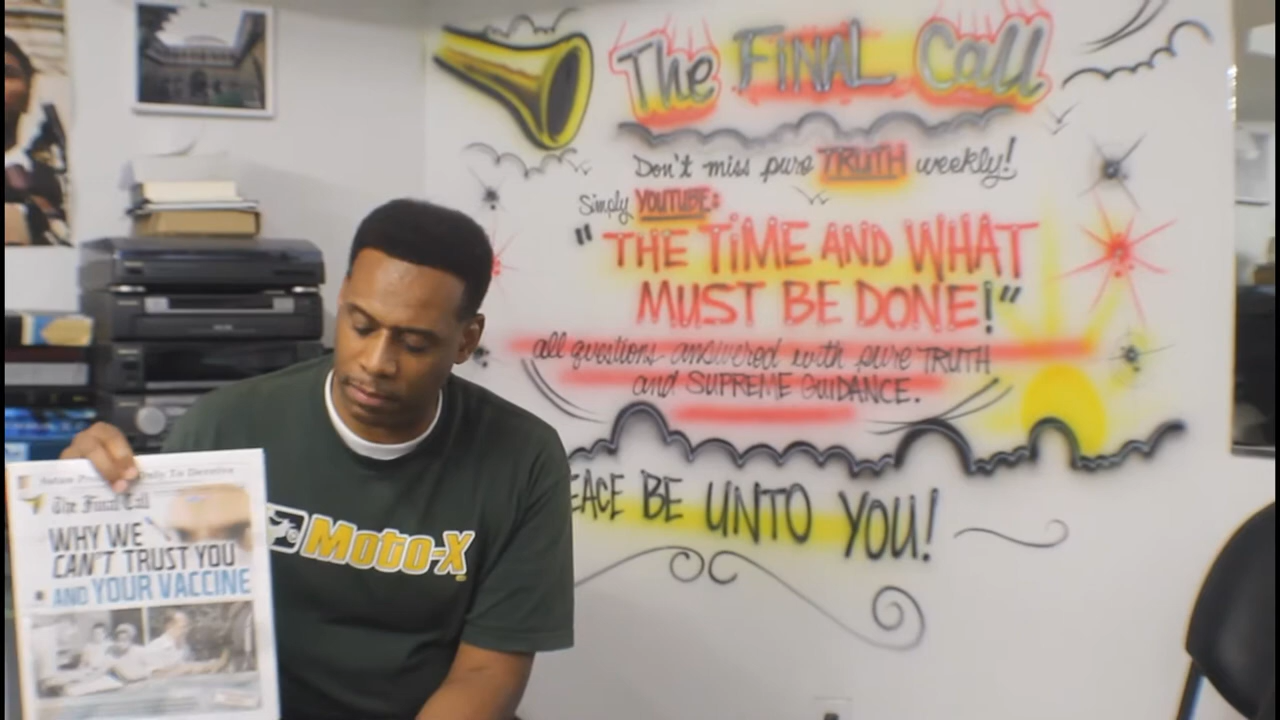 The FINAL Call
Don't miss pure TRUTH weekly!
Simply YOUTUBE:
"THE TIME AND WHAT
MUST BE DONE!"
all questions answered with pure TRUTH
and SUPREME GUIDANCE.
EACE BE UNTO YOU!
Moto-X
The Final Call
WHY WE
CAN'T TRUST YOU
AND YOUR VACCINE